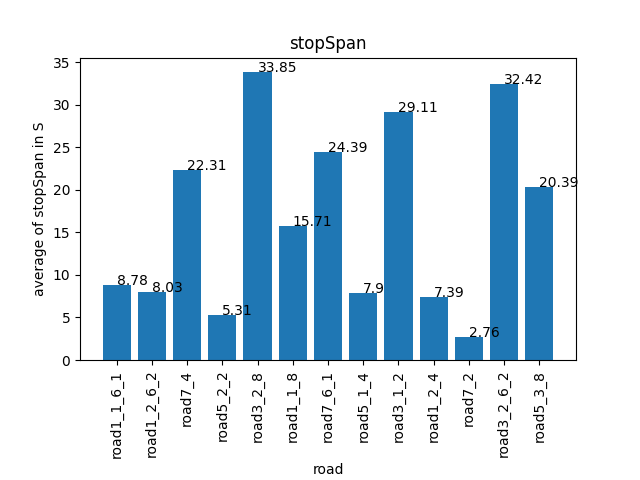 stopSpan
average of stopSpan in S
35
30
25
20
15
10
5
0
8.78
8.03
22.31
5.31
33.85
15.71
24.39
7.9
29.11
7.39
2.76
32.42
20.39
road1_1_6_1
road1_2_6_2
road7_4
road5_2_2
road3_2_8
road1_1_8
road7_6_1
road5_1_4
road3_1_2
road1_2_4
road7_2
road3_2_6_2
road5_3_8
road